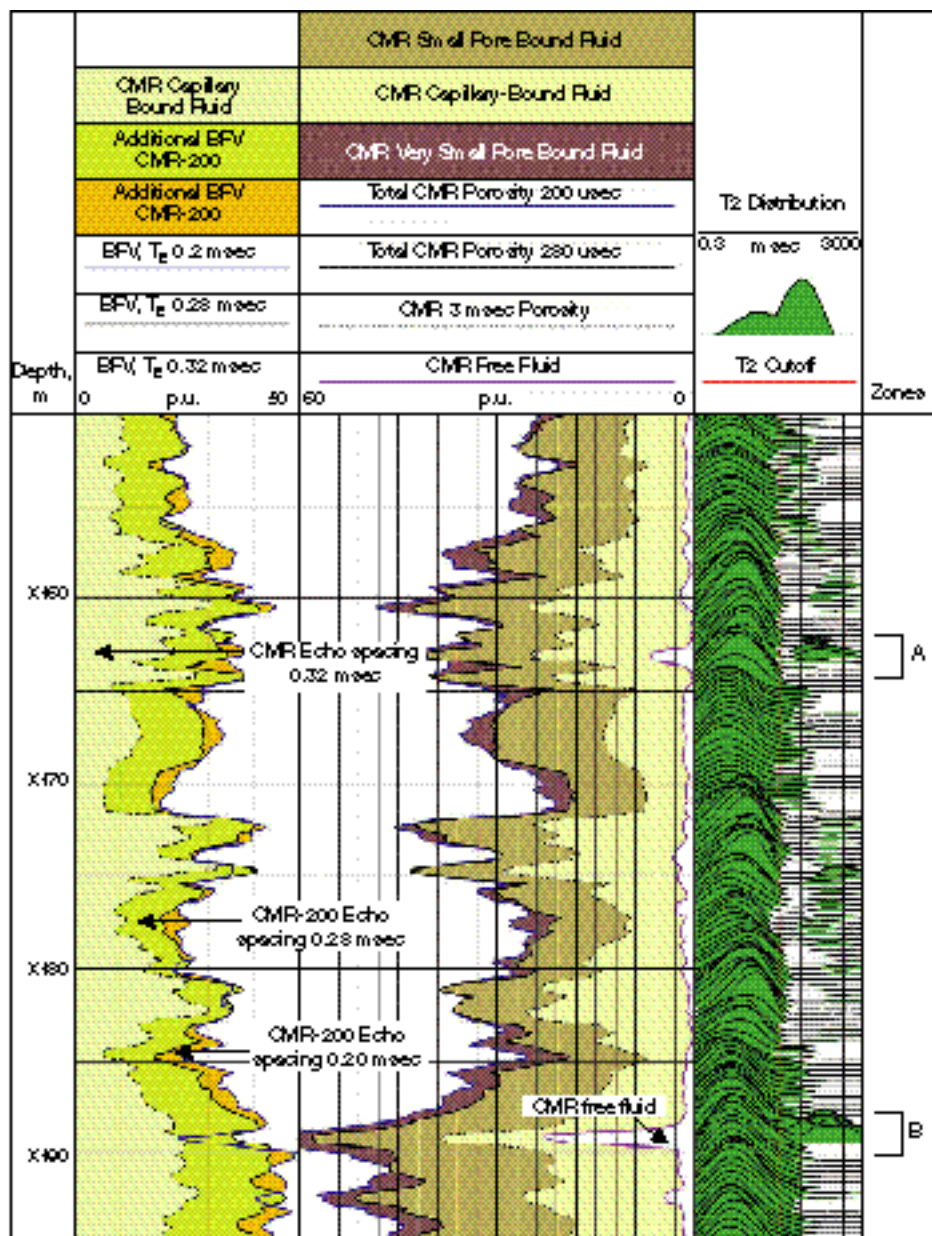 CMR Small Pore Bound Fluid
CMR Capillary
Bound Fluid
CMR Capillary-Bound Fluid
Additional BFV
CMR-200
CMR Very Small Pore Bound Fluid
Additional BFV
CMR-200
Total CMR Porosity 200 usec
T2 Distribution
BFV, TE 0.2 msec
Total CMR Porosity 280 usec
0.3 msec 3000
BFV, TE 0.28 msec
CMR 3 msec Porosity
Depth,
m
BFV, TE 0.32 msec
CMR Free Fluid
T2 Cutoff
0 p.u. 50
60 p.u. 0
Zones
X460
CMR Echo spacing
0.32 msec
A
X470
CMR-200 Echo
spacing 0.28 msec
X480
CMR-200 Echo
spacing 0.20 msec
CMR free fluid
B
X490